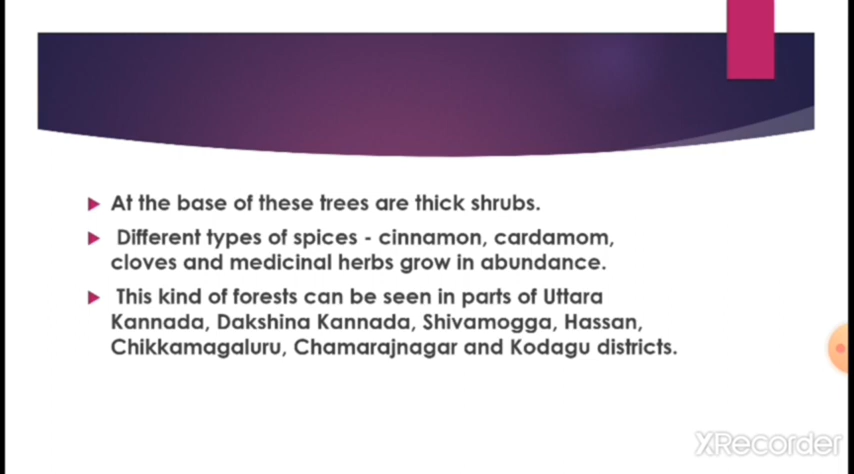 At the base of these trees are thick shrubs.
Different types of spices - cinnamon, cardamom,
cloves and medicinal herbs grow in abundance.
This kind of forests can be seen in parts of Uttara
Kannada, Dakshina Kannada, Shivamogga, Hassan,
Chikkamagaluru, Chamarajnagar and Kodagu districts.
XRecorder